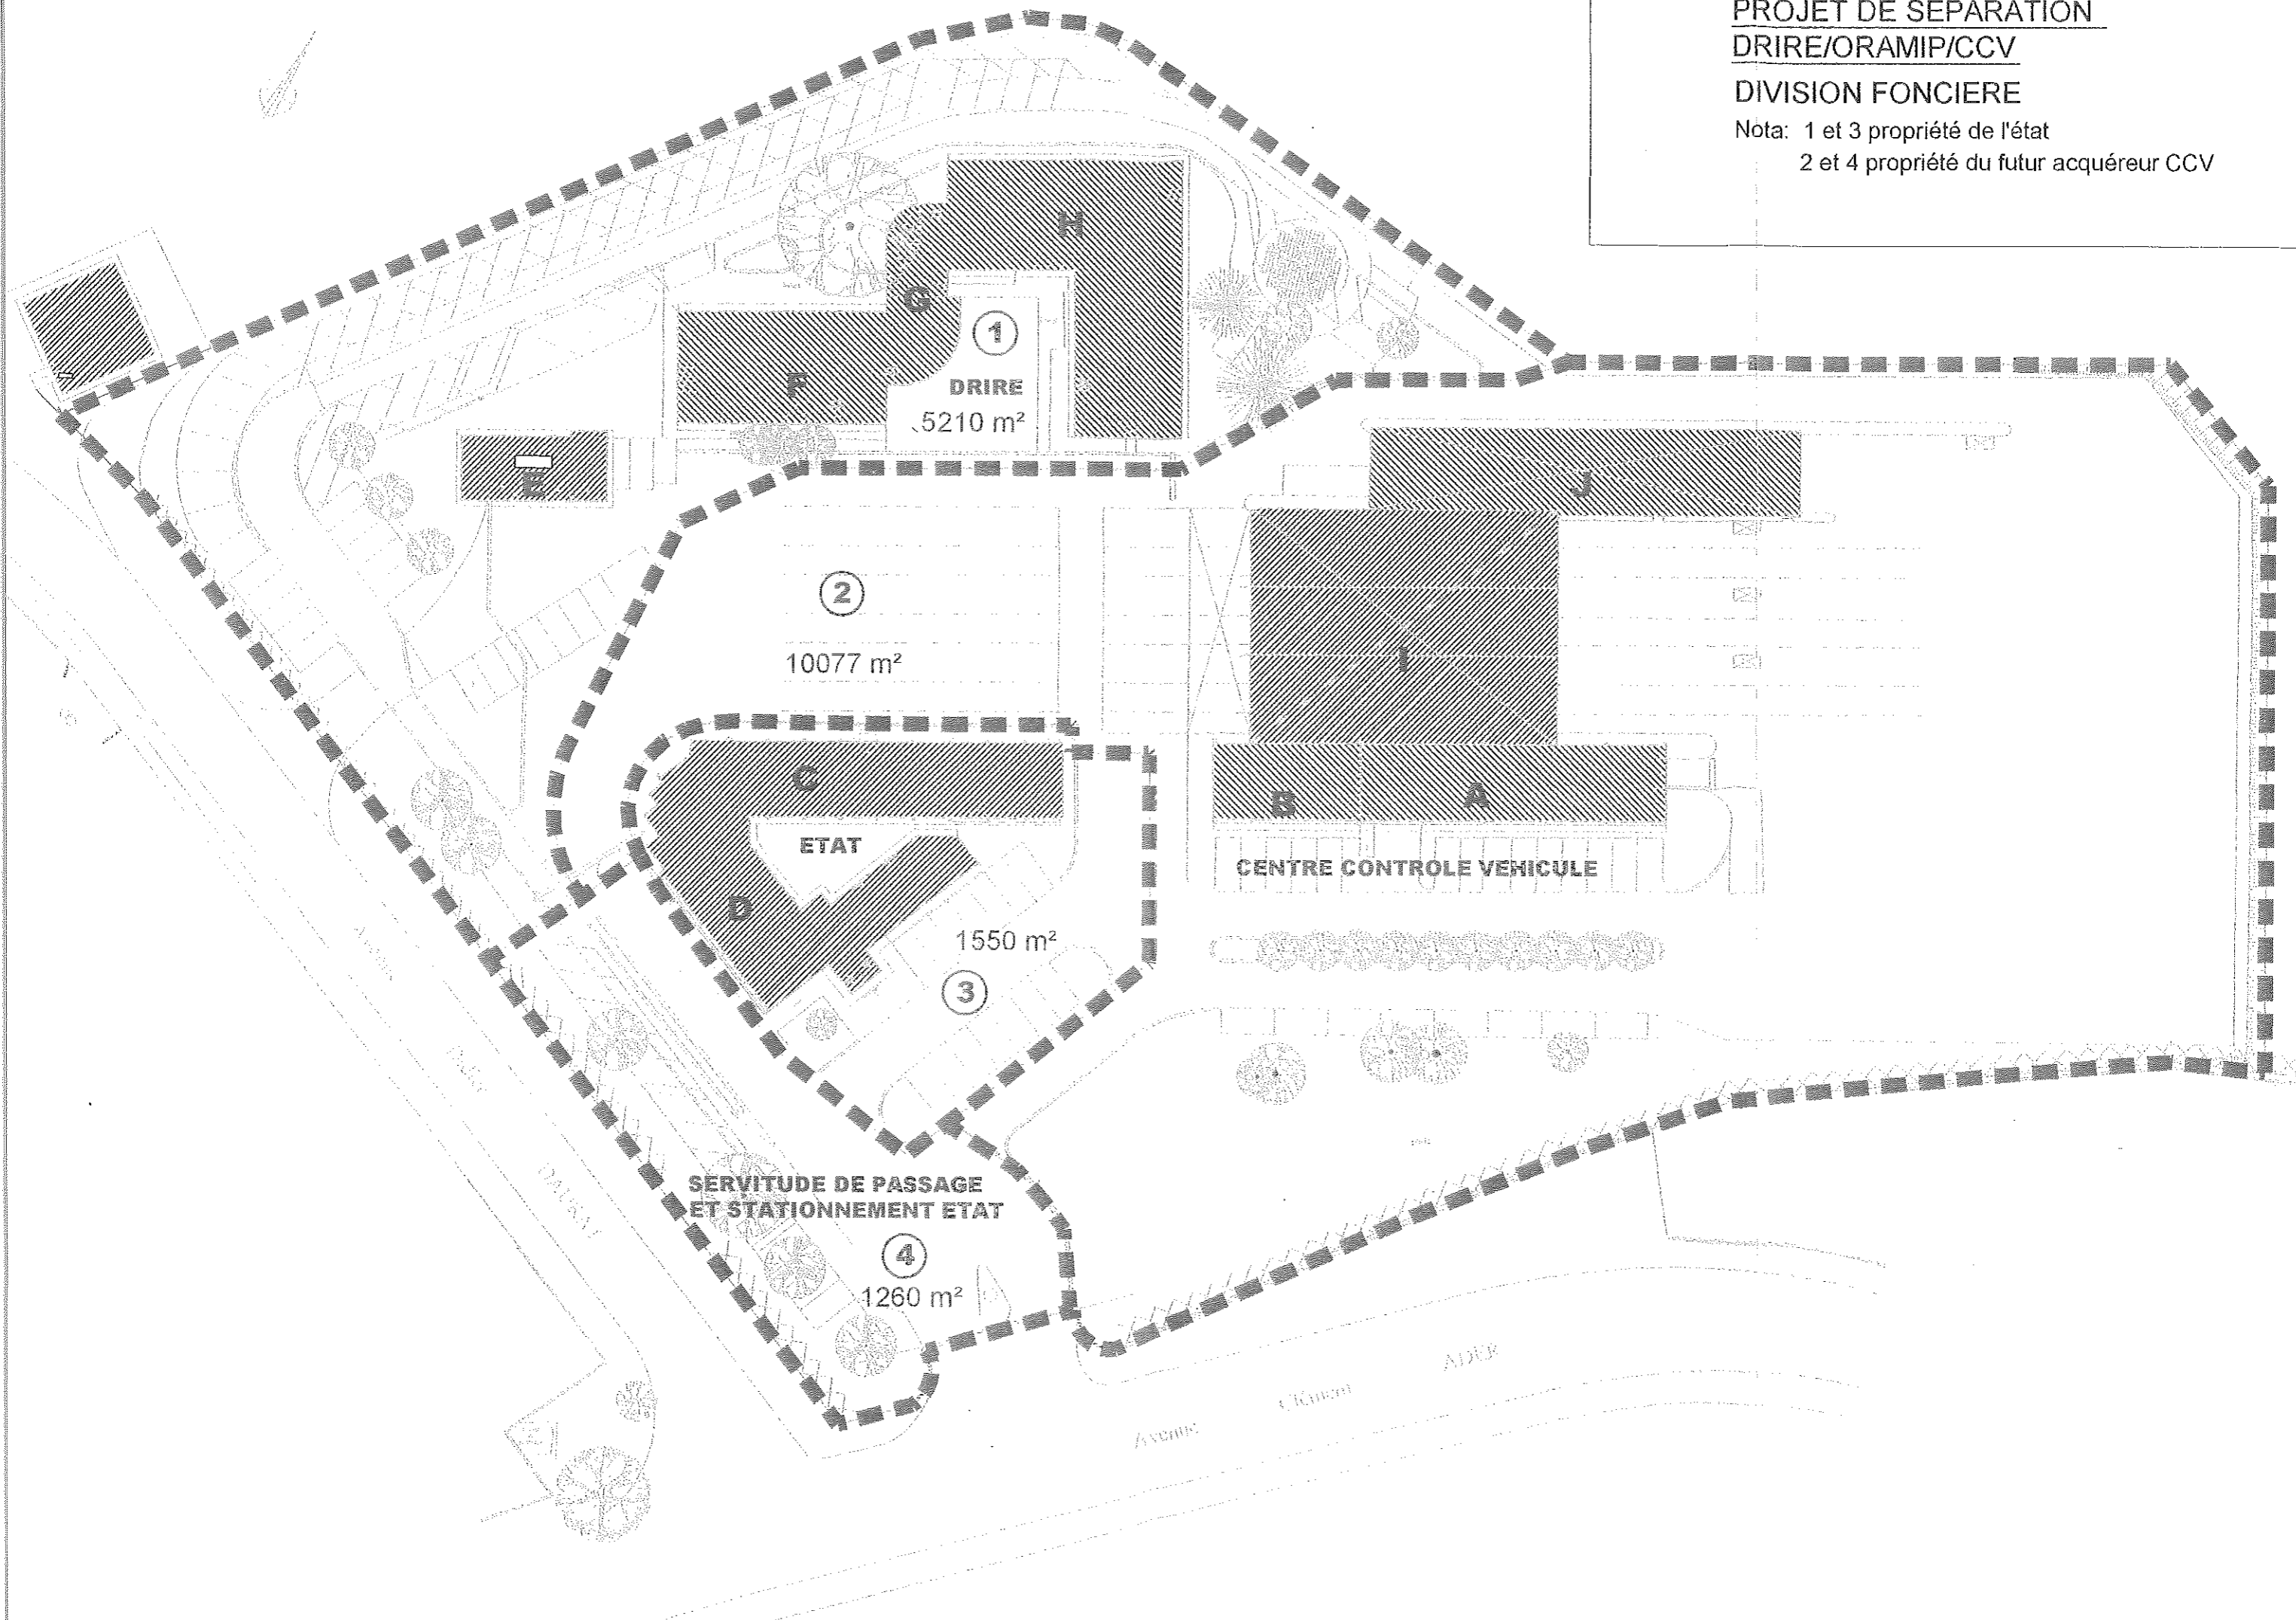 PROJET DE SEPARATION
DRIRE/ORAMIP/CCV
DIVISION FONCIERE
Nota: 1 et 3 propriété de l'état
2 et 4 propriété du futur acquéreur CCV
H
G
1
F
DRIRE
5210 m²
E
J
2
10077 m²
I
C
B
A
ETAT
CENTRE CONTROLE VEHICULE
D
1550 m²
3
SERVITUDE DE PASSAGE
ET STATIONNEMENT ETAT
4
1260 m²
Avenue Clément ADER